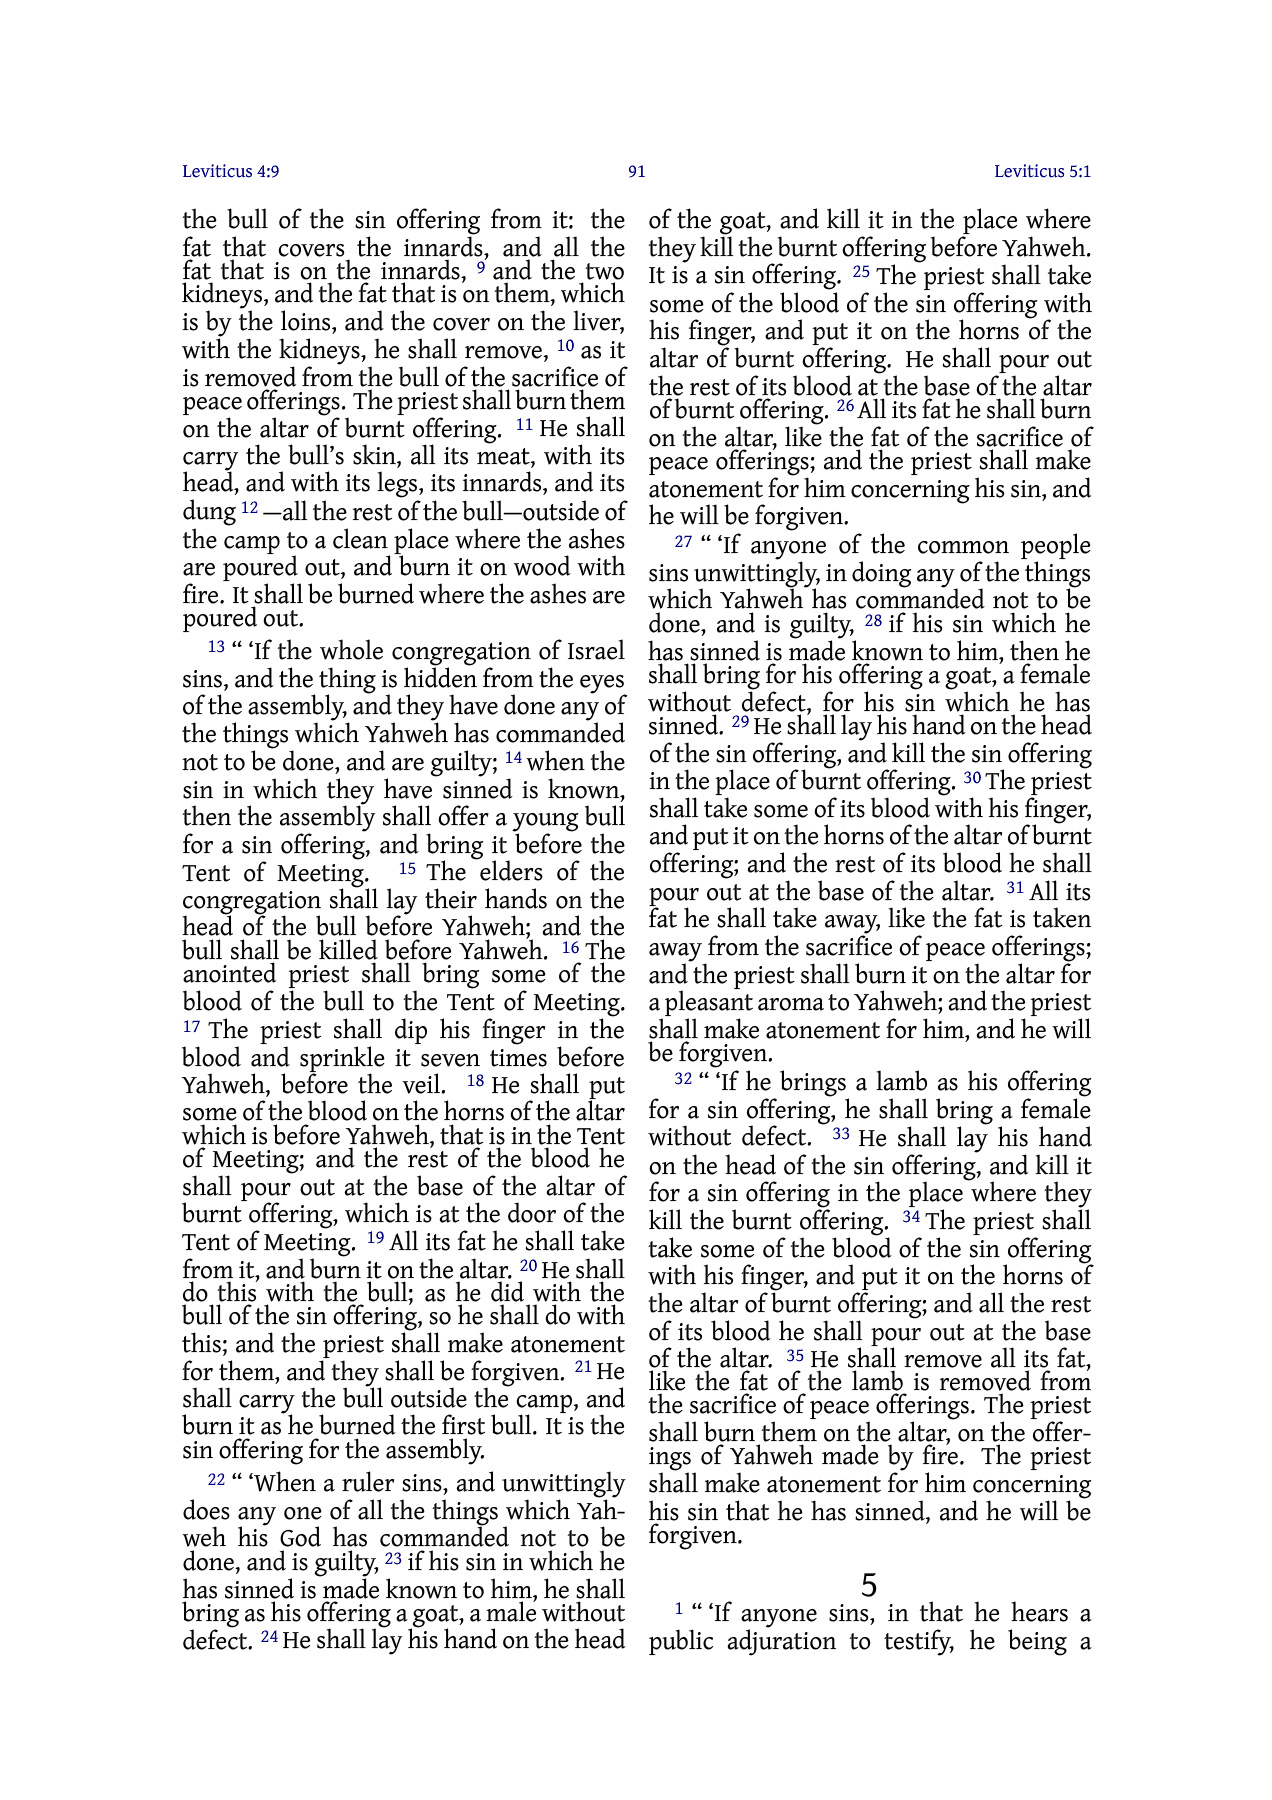 Leviticus 4:9 91 Leviticus 5:1
the bull of the sin offering from it: the
fat that covers the innards, and all the
fat that is on the innards, 9 and the two
kidneys, and the fat that is on them, which
is by the loins, and the cover on the liver,
with the kidneys, he shall remove, 10 as it
is removed from the bull of the sacrifice of
peace offerings. The priest shall burn them
on the altar of burnt offering. 11 He shall
carry the bull’s skin, all its meat, with its
head, and with its legs, its innards, and its
dung 12 —all the rest of the bull—outside of
the camp to a clean place where the ashes
are poured out, and burn it on wood with
fire. It shall be burned where the ashes are
poured out.
13 “ ‘If the whole congregation of Israel
sins, and the thing is hidden from the eyes
of the assembly, and they have done any of
the things which Yahweh has commanded
not to be done, and are guilty; 14 when the
sin in which they have sinned is known,
then the assembly shall offer a young bull
for a sin offering, and bring it before the
Tent of Meeting. 15 The elders of the
congregation shall lay their hands on the
head of the bull before Yahweh; and the
bull shall be killed before Yahweh. 16 The
anointed priest shall bring some of the
blood of the bull to the Tent of Meeting.
17 The priest shall dip his finger in the
blood and sprinkle it seven times before
Yahweh, before the veil. 18 He shall put
some of the blood on the horns of the altar
which is before Yahweh, that is in the Tent
of Meeting; and the rest of the blood he
shall pour out at the base of the altar of
burnt offering, which is at the door of the
Tent of Meeting. 19 All its fat he shall take
from it, and burn it on the altar. 20 He shall
do this with the bull; as he did with the
bull of the sin offering, so he shall do with
this; and the priest shall make atonement
for them, and they shall be forgiven. 21 He
shall carry the bull outside the camp, and
burn it as he burned the first bull. It is the
sin offering for the assembly.
22 “ ‘When a ruler sins, and unwittingly
does any one of all the things which Yah-
weh his God has commanded not to be
done, and is guilty, 23 if his sin in which he
has sinned is made known to him, he shall
bring as his offering a goat, a male without
defect. 24 He shall lay his hand on the head
of the goat, and kill it in the place where
they kill the burnt offering before Yahweh.
It is a sin offering. 25 The priest shall take
some of the blood of the sin offering with
his finger, and put it on the horns of the
altar of burnt offering. He shall pour out
the rest of its blood at the base of the altar
of burnt offering. 26 All its fat he shall burn
on the altar, like the fat of the sacrifice of
peace offerings; and the priest shall make
atonement for him concerning his sin, and
he will be forgiven.
27 “ ‘If anyone of the common people
sins unwittingly, in doing any of the things
which Yahweh has commanded not to be
done, and is guilty, 28 if his sin which he
has sinned is made known to him, then he
shall bring for his offering a goat, a female
without defect, for his sin which he has
sinned. 29 He shall lay his hand on the head
of the sin offering, and kill the sin offering
in the place of burnt offering. 30 The priest
shall take some of its blood with his finger,
and put it on the horns of the altar of burnt
offering; and the rest of its blood he shall
pour out at the base of the altar. 31 All its
fat he shall take away, like the fat is taken
away from the sacrifice of peace offerings;
and the priest shall burn it on the altar for
a pleasant aroma to Yahweh; and the priest
shall make atonement for him, and he will
be forgiven.
32 “ ‘If he brings a lamb as his offering
for a sin offering, he shall bring a female
without defect. 33 He shall lay his hand
on the head of the sin offering, and kill it
for a sin offering in the place where they
kill the burnt offering. 34 The priest shall
take some of the blood of the sin offering
with his finger, and put it on the horns of
the altar of burnt offering; and all the rest
of its blood he shall pour out at the base
of the altar. 35 He shall remove all its fat,
like the fat of the lamb is removed from
the sacrifice of peace offerings. The priest
shall burn them on the altar, on the offer-
ings of Yahweh made by fire. The priest
shall make atonement for him concerning
his sin that he has sinned, and he will be
forgiven.
5
1 “ ‘If anyone sins, in that he hears a
public adjuration to testify, he being a